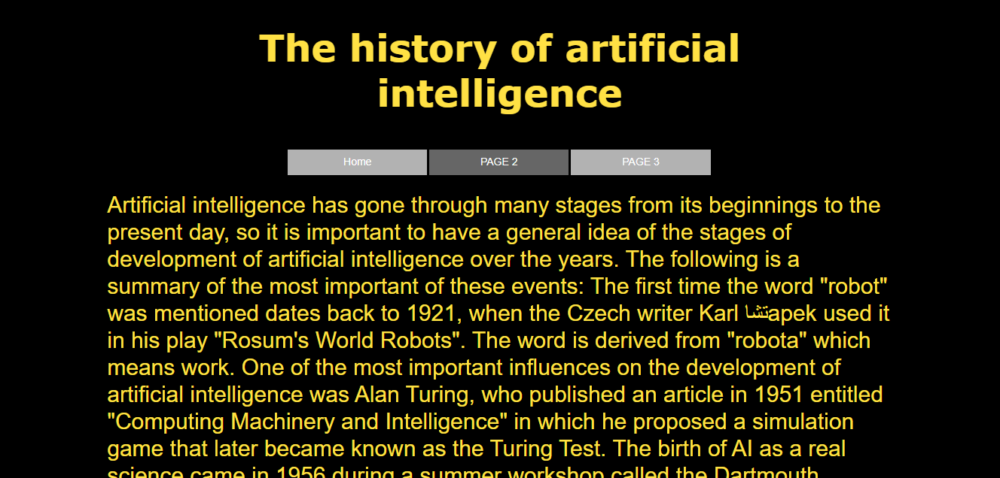 The history of artificial
intelligence
Home
PAGE 2
PAGE 3
Artificial intelligence has gone through many stages from its beginnings to the
present day, so it is important to have a general idea of the stages of
development of artificial intelligence over the years. The following is a
summary of the most important of these events: The first time the word "robot"
was mentioned dates back to 1921, when the Czech writer Karl تشاapek used it
in his play "Rosum's World Robots". The word is derived from "robota" which
means work. One of the most important influences on the development of
artificial intelligence was Alan Turing, who published an article in 1951 entitled
"Computing Machinery and Intelligence" in which he proposed a simulation
game that later became known as the Turing Test. The birth of AI as a real
science came in 1956 during a summer workshop called the Dartmouth